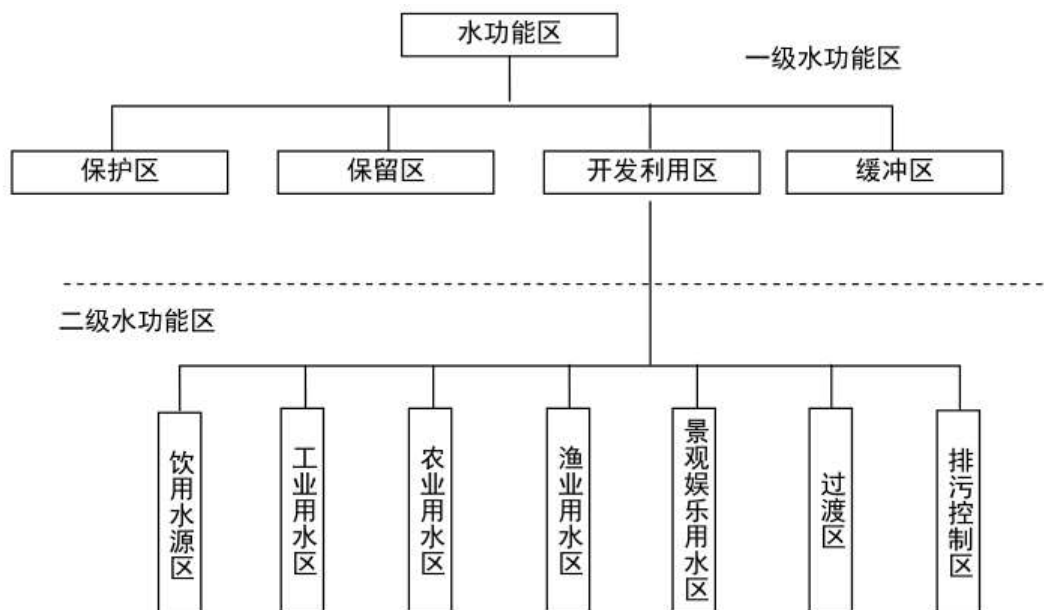 水功能区
一级水功能区
保护区
保留区
开发利用区
缓冲区
二级水功能区
饮用水源区
工业用水区
农业用水区
渔业用水区
景观娱乐用水区
过渡区
排污控制区